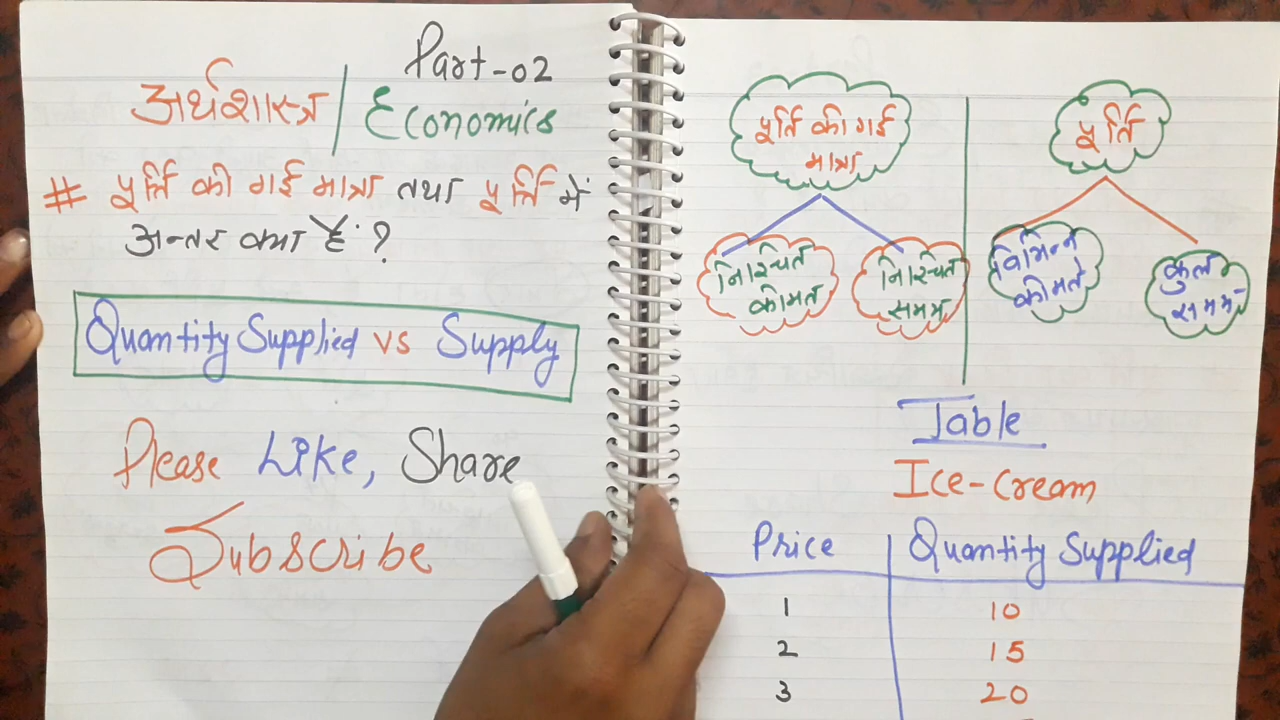 Part-02
अर्थशास्त्र / Economics
# पूर्ति की गई मात्रा तथा पूर्ति में
अन्तर क्या है ?
Quantity Supplied vs Supply
Please Like, Share
Subscribe
पूर्ति की गई
मात्रा
निश्चित
कीमत
निश्चित
समय
पूर्ति
विभिन्न
कीमतें
कुल
समय
Table
Ice-Cream
Price Quantity Supplied
1 10
2 15
3 20